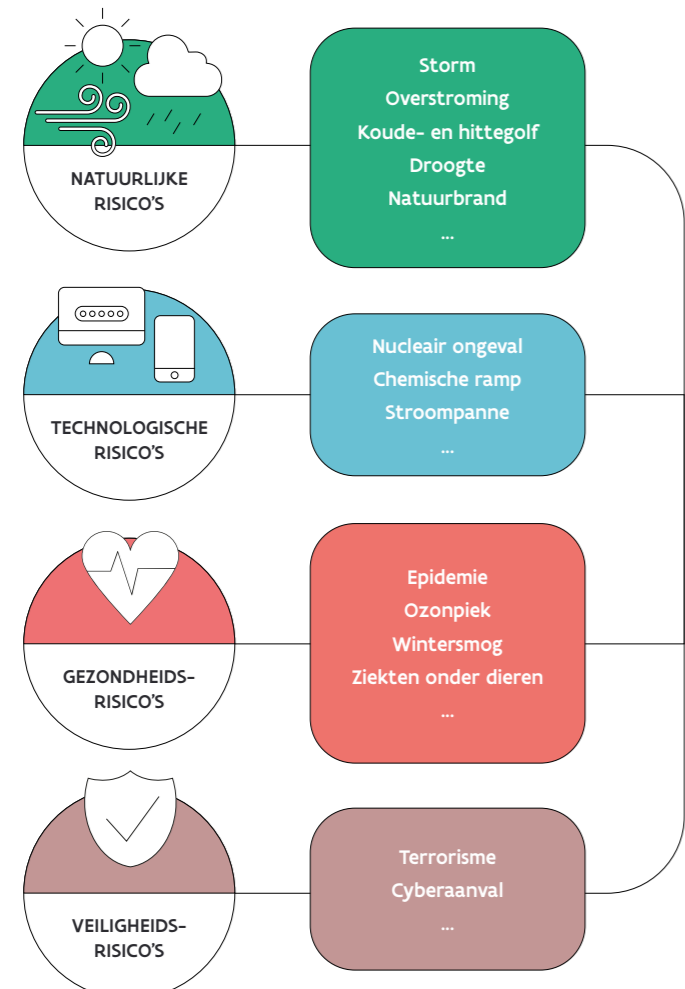 NATUURLIJKE
RISICO'S
Storm
Overstroming
Koude- en hittegolf
Droogte
Natuurbrand
...
TECHNOLOGISCHE
RISICO'S
Nucleair ongeval
Chemische ramp
Stroompanne
...
GEZONDHEIDS-
RISICO'S
Epidemie
Ozonpiek
Wintersmog
Ziekten onder dieren
...
VEILIGHEIDS-
RISICO'S
Terrorisme
Cyberaanval
...